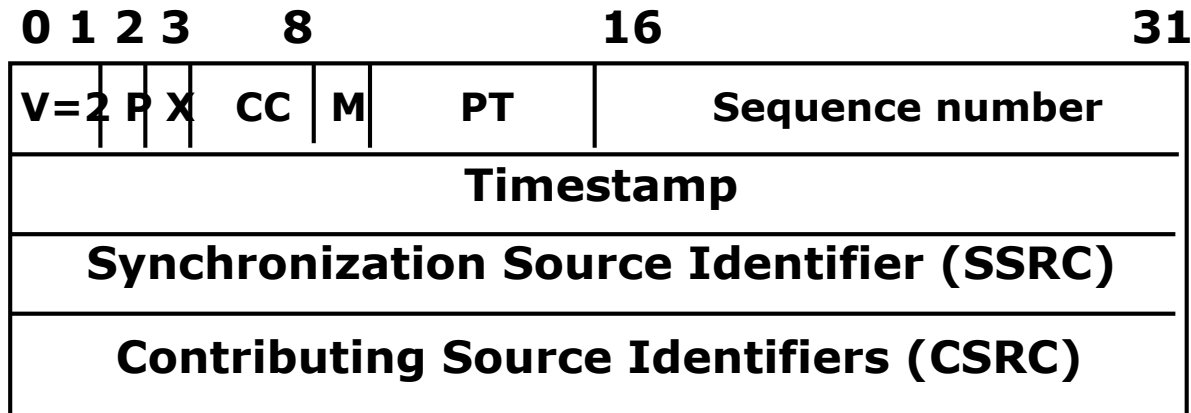 0 1 2 3 8 16 31
V=2 P X CC M PT Sequence number
Timestamp
Synchronization Source Identifier (SSRC)
Contributing Source Identifiers (CSRC)